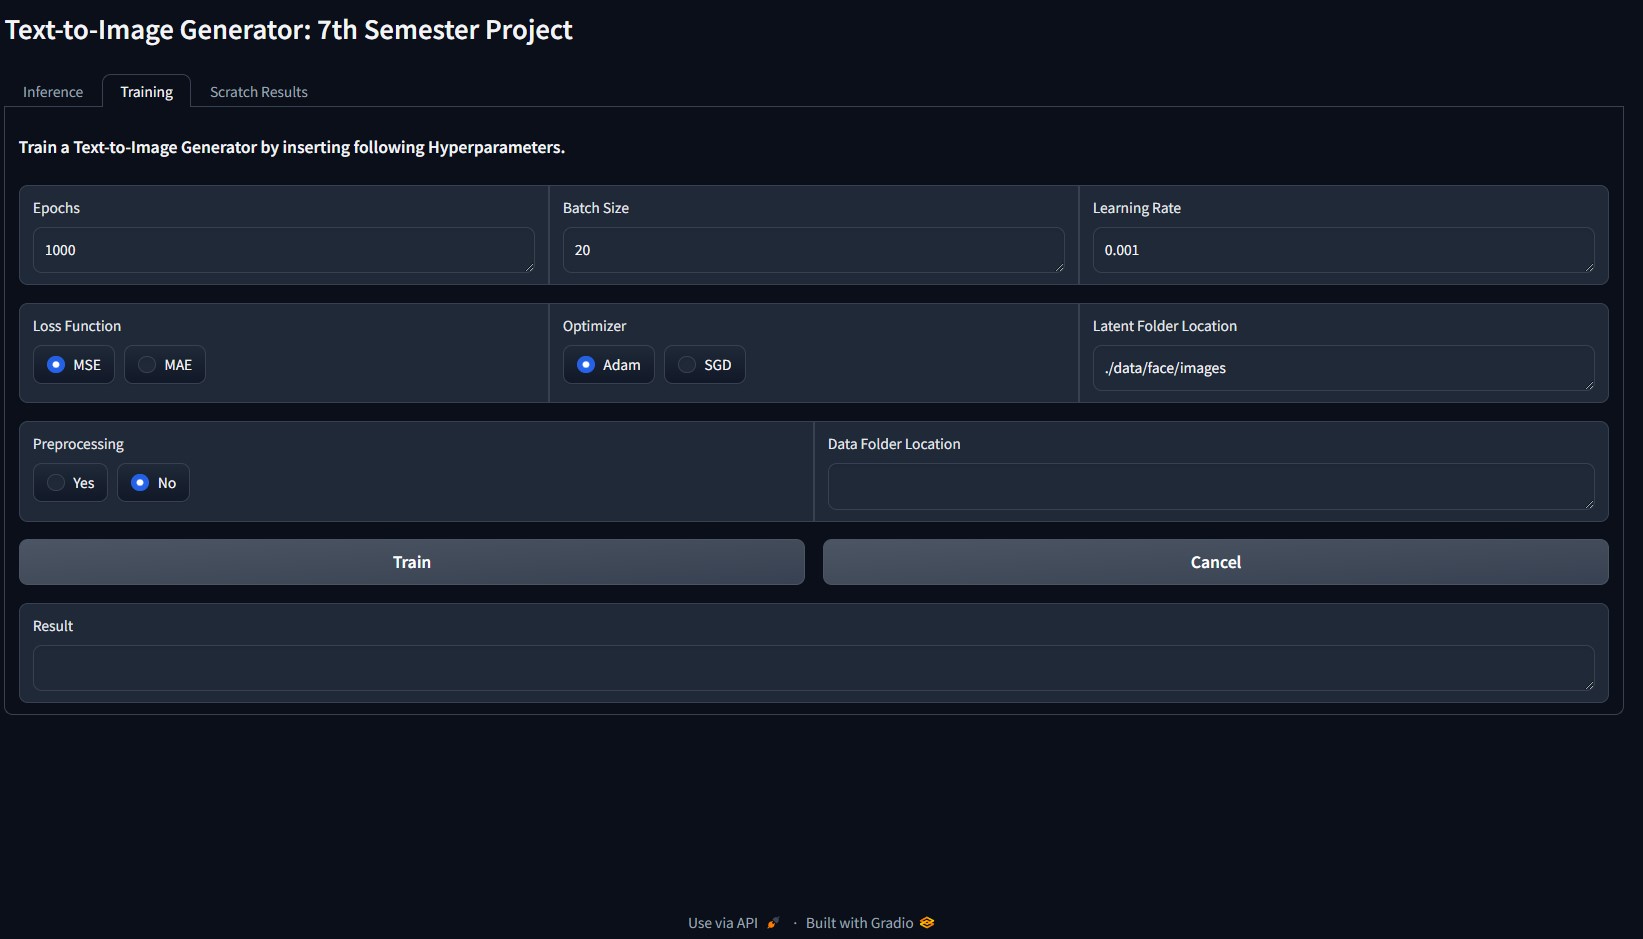 Text-to-Image Generator: 7th Semester Project
Inference Training Scratch Results
Train a Text-to-Image Generator by inserting following Hyperparameters.
Epochs Batch Size Learning Rate
1000 20 0.001
Loss Function Optimizer Latent Folder Location
MSE MAE Adam SGD ./data/face/images
Preprocessing Data Folder Location
Yes No
Train Cancel
Result
Use via API · Built with Gradio